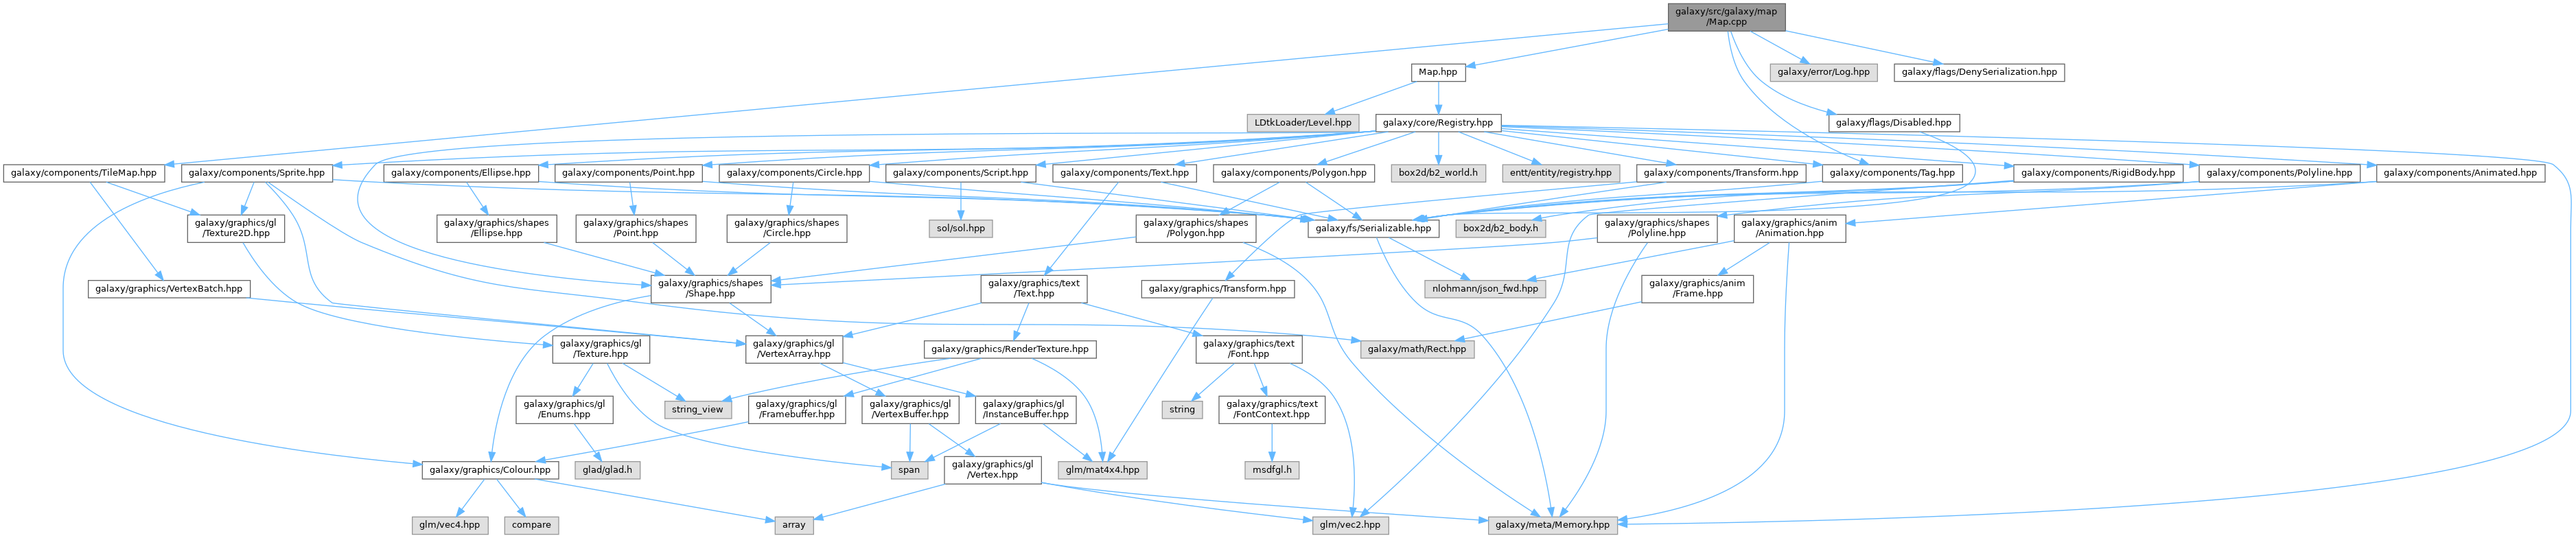 galaxy/src/galaxy/map
/Map.cpp
Map.hpp
galaxy/error/Log.hpp
galaxy/flags/DenySerialization.hpp
LDtkLoader/Level.hpp
galaxy/core/Registry.hpp
galaxy/flags/Disabled.hpp
galaxy/components/TileMap.hpp
galaxy/components/Sprite.hpp
galaxy/components/Ellipse.hpp
galaxy/components/Point.hpp
galaxy/components/Circle.hpp
galaxy/components/Script.hpp
galaxy/components/Text.hpp
galaxy/components/Polygon.hpp
box2d/b2_world.h
entt/entity/registry.hpp
galaxy/components/Transform.hpp
galaxy/components/Tag.hpp
galaxy/components/RigidBody.hpp
galaxy/components/Polyline.hpp
galaxy/components/Animated.hpp
galaxy/graphics/gl
/Texture2D.hpp
galaxy/graphics/shapes
/Ellipse.hpp
galaxy/graphics/shapes
/Point.hpp
galaxy/graphics/shapes
/Circle.hpp
sol/sol.hpp
galaxy/graphics/shapes
/Polygon.hpp
galaxy/fs/Serializable.hpp
box2d/b2_body.h
galaxy/graphics/shapes
/Polyline.hpp
galaxy/graphics/anim
/Animation.hpp
galaxy/graphics/VertexBatch.hpp
galaxy/graphics/shapes
/Shape.hpp
galaxy/graphics/text
/Text.hpp
galaxy/graphics/Transform.hpp
nlohmann/json_fwd.hpp
galaxy/graphics/anim
/Frame.hpp
galaxy/graphics/gl
/Texture.hpp
galaxy/graphics/gl
/VertexArray.hpp
galaxy/graphics/RenderTexture.hpp
galaxy/graphics/text
/Font.hpp
galaxy/math/Rect.hpp
galaxy/graphics/gl
/Enums.hpp
string_view
galaxy/graphics/gl
/Framebuffer.hpp
galaxy/graphics/gl
/VertexBuffer.hpp
galaxy/graphics/gl
/InstanceBuffer.hpp
string
galaxy/graphics/text
/FontContext.hpp
galaxy/graphics/Colour.hpp
glad/glad.h
span
galaxy/graphics/gl
/Vertex.hpp
glm/mat4x4.hpp
msdfgl.h
glm/vec4.hpp
compare
array
glm/vec2.hpp
galaxy/meta/Memory.hpp